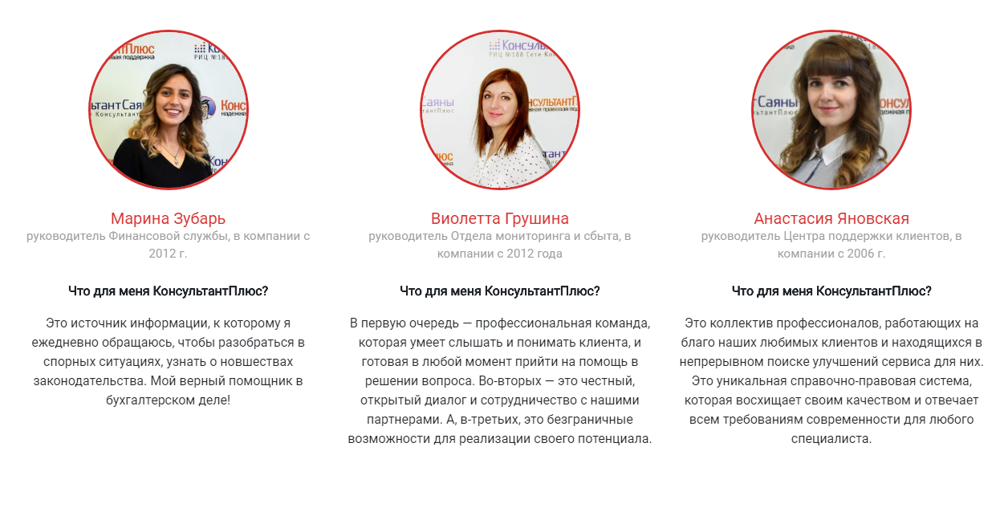 Марина Зубарь
руководитель Финансовой службы, в компании с
2012 г.
Что для меня КонсультантПлюс?
Это источник информации, к которому я
ежедневно обращаюсь, чтобы разобраться в
спорных ситуациях, узнать о новшествах
законодательства. Мой верный помощник в
бухгалтерском деле!
Виолетта Грушина
руководитель Отдела мониторинга и сбыта, в
компании с 2012 года
Что для меня КонсультантПлюс?
В первую очередь — профессиональная команда,
которая умеет слышать и понимать клиента, и
готовая в любой момент прийти на помощь в
решении вопроса. Во-вторых — это честный,
открытый диалог и сотрудничество с нашими
партнерами. А, в-третьих, это безграничные
возможности для реализации своего потенциала.
Анастасия Яновская
руководитель Центра поддержки клиентов, в
компании с 2006 г.
Что для меня КонсультантПлюс?
Это коллектив профессионалов, работающих на
благо наших любимых клиентов и находящихся в
непрерывном поиске улучшений сервиса для них.
Это уникальная справочно-правовая система,
которая восхищает своим качеством и отвечает
всем требованиям современности для любого
специалиста.